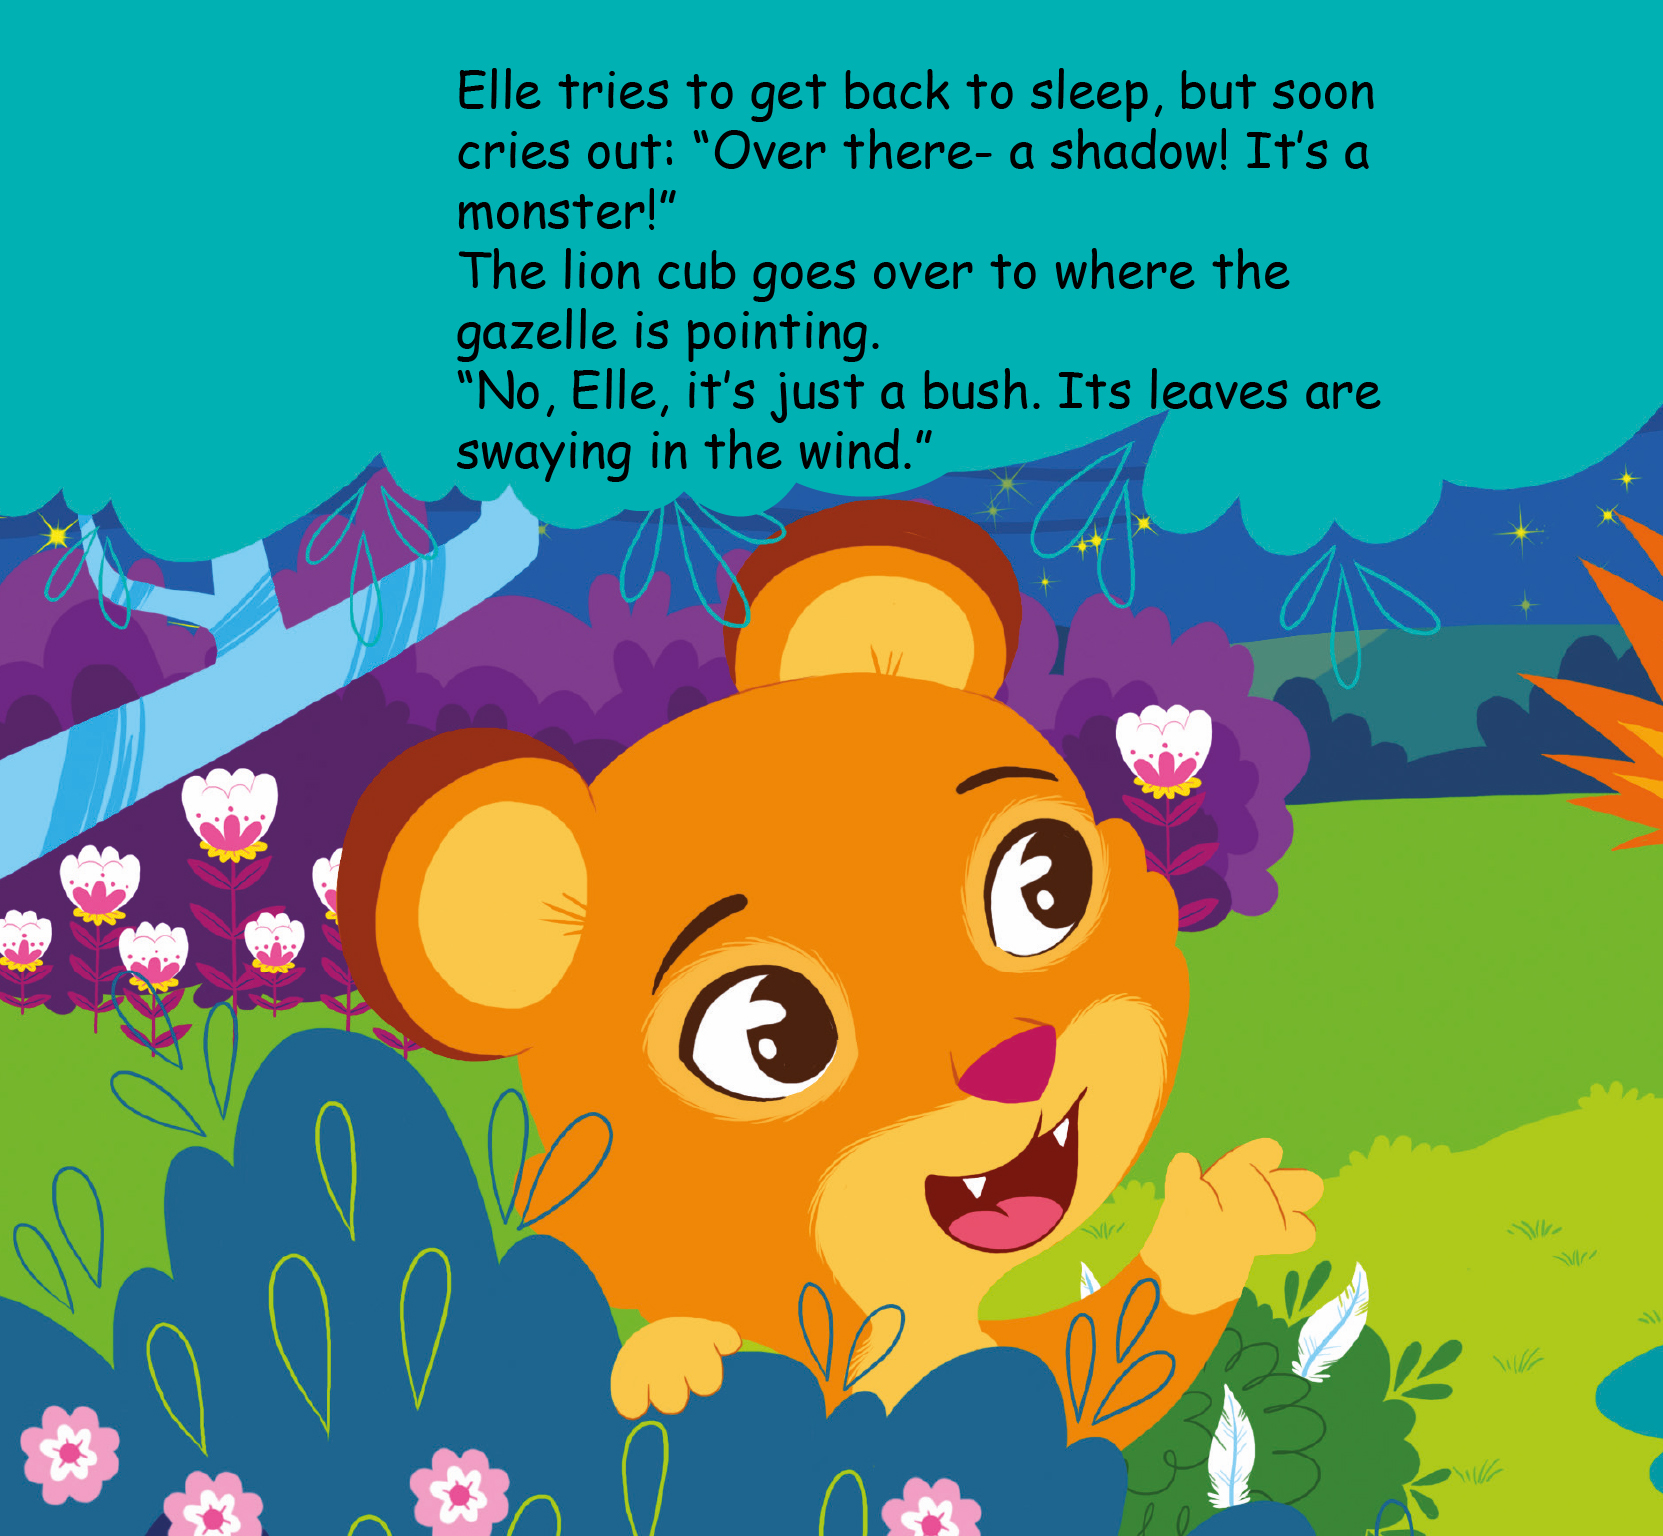 Elle tries to get back to sleep, but soon
cries out: “Over there- a shadow! It’s a
monster!”
The lion cub goes over to where the
gazelle is pointing.
“No, Elle, it’s just a bush. Its leaves are
swaying in the wind.”